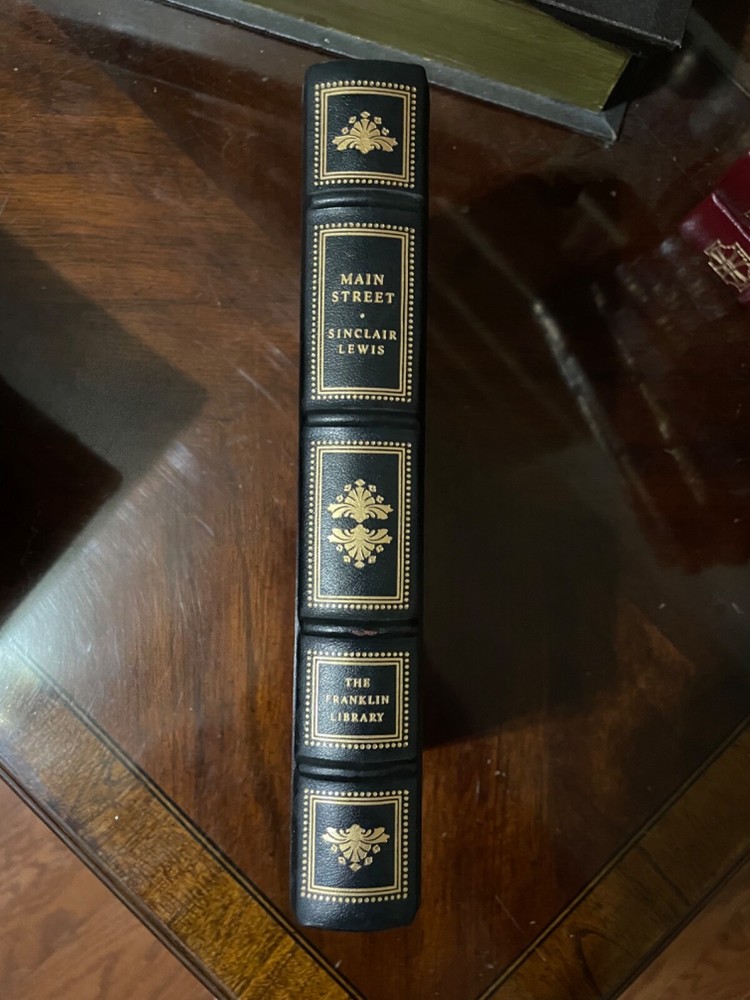 MAIN
STREET
SINCLAIR
LEWIS
THE
FRANKLIN
LIBRARY